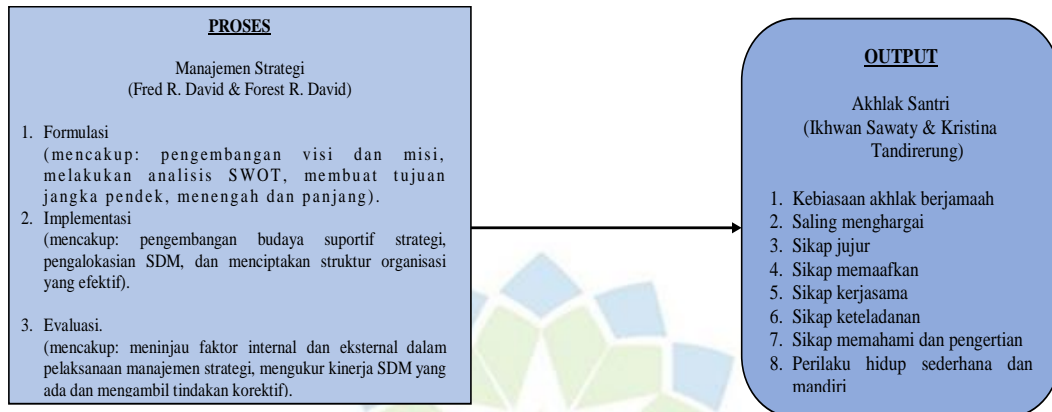 PROSES
Manajemen Strategi
(Fred R. David & Forest R. David)
1. Formulasi
(mencakup: pengembangan visi dan misi,
melakukan analisis SWOT, membuat tujuan
jangka pendek, menengah dan panjang).
2. Implementasi
(mencakup: pengembangan budaya suportif strategi,
pengalokasian SDM, dan menciptakan struktur organisasi
yang efektif).
3. Evaluasi.
(mencakup: meninjau faktor internal dan eksternal dalam
pelaksanaan manajemen strategi, mengukur kinerja SDM yang
ada dan mengambil tindakan korektif).
OUTPUT
Akhlak Santri
(Ikhwan Sawaty & Kristina
Tandirerung)
1. Kebiasaan akhlak berjamaah
2. Saling menghargai
3. Sikap jujur
4. Sikap memaafkan
5. Sikap kerjasama
6. Sikap keteladanan
7. Sikap memahami dan pengertian
8. Perilaku hidup sederhana dan
mandiri